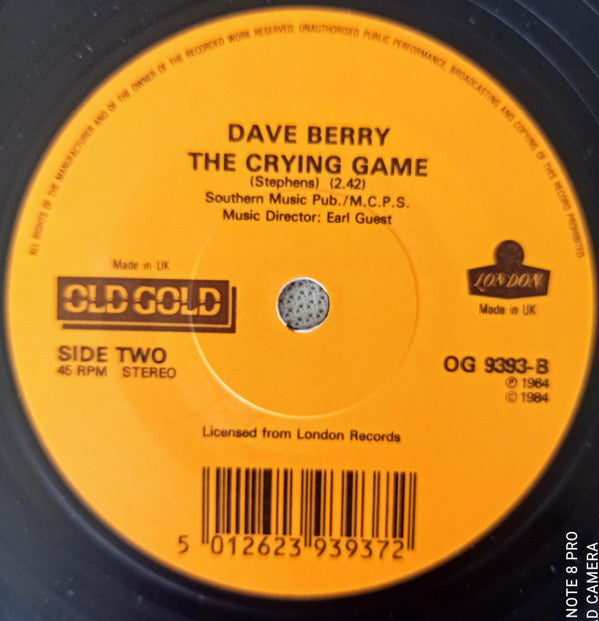 ALL RIGHTS OF THE MANUFACTURER AND OF THE OWNER OF THE RECORDED WORK RESERVED. UNAUTHORISED PUBLIC PERFORMANCE, BROADCASTING AND COPYING OF THIS RECORD PROHIBITED
DAVE BERRY
THE CRYING GAME
(Stephens) (2.42)
Southern Music Pub./M.C.P.S.
Music Director: Earl Guest
Made in UK
OLD GOLD
LONDON
Made in UK
SIDE TWO
45 RPM STEREO
OG 9393-B
℗ 1964
© 1984
Licensed from London Records
5 012623 939372
NOTE 8 PRO
D CAMERA